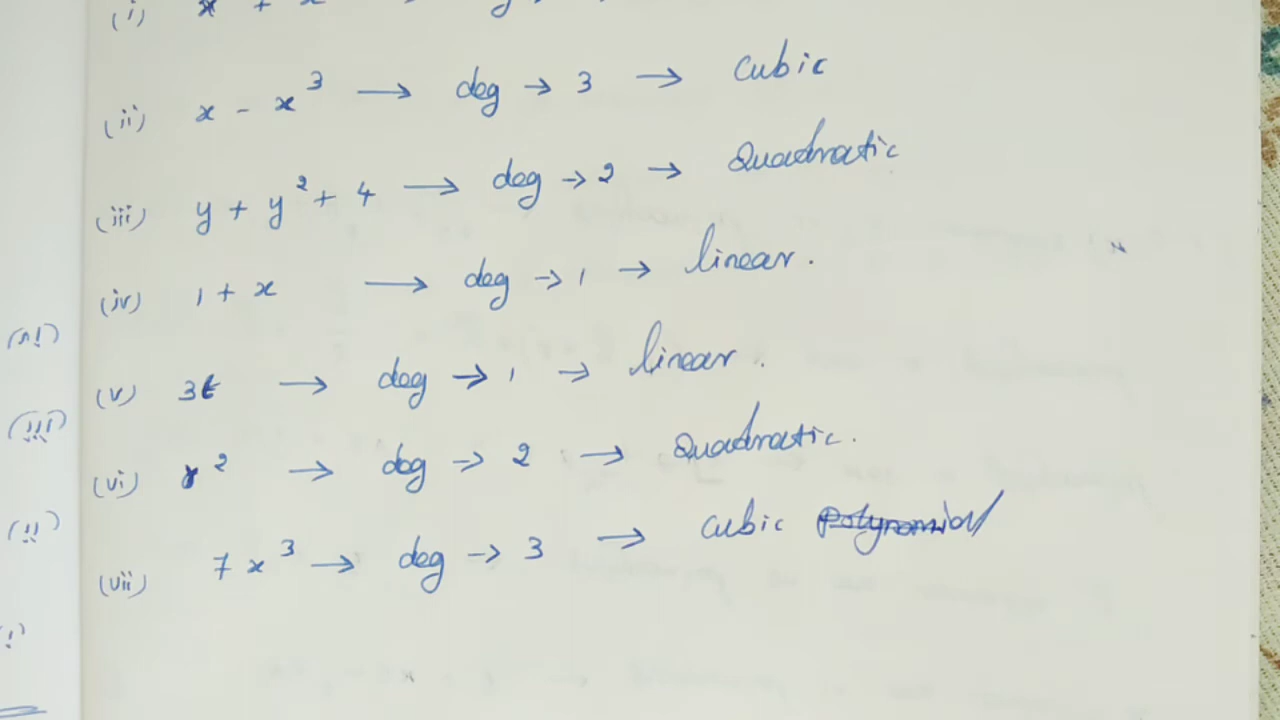 (i) x + x
(ii) x - x³ → deg → 3 → cubic
(iii) y + y² + 4 → deg → 2 → Quadratic
(iv) 1 + x → deg → 1 → linear.
(v) 3t → deg → 1 → linear.
(vi) r² → deg → 2 → Quadratic.
(vii) 7x³ → deg → 3 → cubic